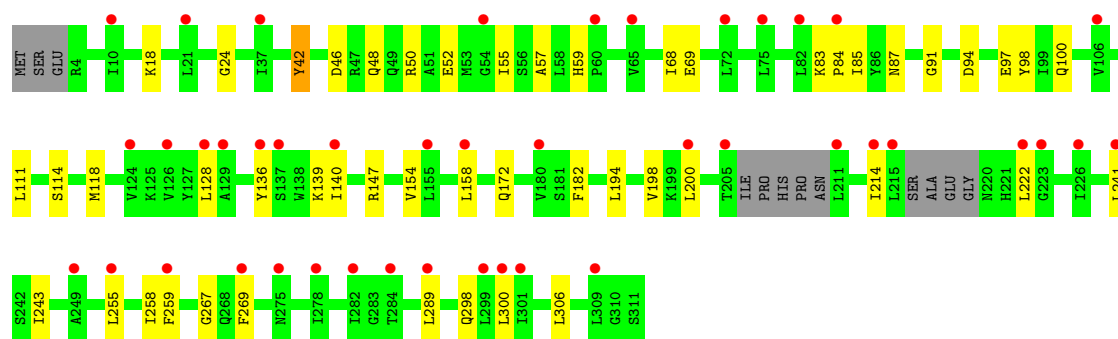 MET SER GLU R4 I10 K18 L21 G24 I37 Y42 D46 R47 Q48 Q49 R50 A51 E52 M53 G54 I55 S56 A57 L58 H59 P60 V65 I68 E69 L72 L75 L82 K83 P84 I85 Y86 N87 G91 D94 E97 Y98 I99 Q100 V106
L111 S114 M118 V124 K125 V126 Y127 L128 A129 Y136 S137 W138 K139 I140 R147 V154 L155 L158 Q172 V180 S181 F182 L194 V198 K199 L200 T205 ILE PRO HIS PRO ASN L211 I214 L215 SER ALA GLU GLY N220 H221 L222 G223 I226 L241
S242 I243 A249 L255 I258 F259 G267 Q268 F269 N275 I278 I282 G283 T284 L289 Q298 L299 L300 I301 L306 L309 G310 S311